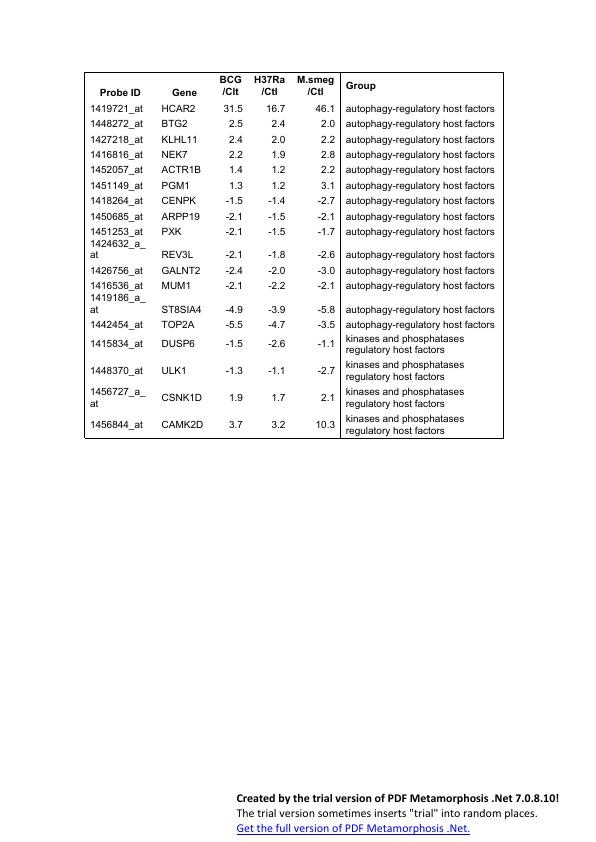 Probe ID Gene BCG /Clt H37Ra /Ctl M.smeg /Ctl Group
1419721_at HCAR2 31.5 16.7 46.1 autophagy-regulatory host factors
1448272_at BTG2 2.5 2.4 2.0 autophagy-regulatory host factors
1427218_at KLHL11 2.4 2.0 2.2 autophagy-regulatory host factors
1416816_at NEK7 2.2 1.9 2.8 autophagy-regulatory host factors
1452057_at ACTR1B 1.4 1.2 2.2 autophagy-regulatory host factors
1451149_at PGM1 1.3 1.2 3.1 autophagy-regulatory host factors
1418264_at CENPK -1.5 -1.4 -2.7 autophagy-regulatory host factors
1450685_at ARPP19 -2.1 -1.5 -2.1 autophagy-regulatory host factors
1451253_at PXK -2.1 -1.5 -1.7 autophagy-regulatory host factors
1424632_a_
at REV3L -2.1 -1.8 -2.6 autophagy-regulatory host factors
1426756_at GALNT2 -2.4 -2.0 -3.0 autophagy-regulatory host factors
1416536_at MUM1 -2.1 -2.2 -2.1 autophagy-regulatory host factors
1419186_a_
at ST8SIA4 -4.9 -3.9 -5.8 autophagy-regulatory host factors
1442454_at TOP2A -5.5 -4.7 -3.5 autophagy-regulatory host factors
1415834_at DUSP6 -1.5 -2.6 -1.1 kinases and phosphatases
regulatory host factors
1448370_at ULK1 -1.3 -1.1 -2.7 kinases and phosphatases
regulatory host factors
1456727_a_
at CSNK1D 1.9 1.7 2.1 kinases and phosphatases
regulatory host factors
1456844_at CAMK2D 3.7 3.2 10.3 kinases and phosphatases
regulatory host factors
Created by the trial version of PDF Metamorphosis .Net 7.0.8.10!
The trial version sometimes inserts "trial" into random places.
Get the full version of PDF Metamorphosis .Net.